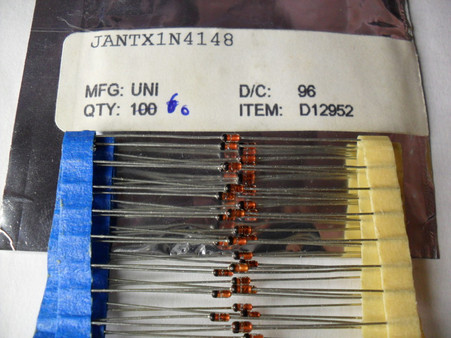 JANTX1N4148
MFG: UNI D/C: 96
QTY: 100 60 ITEM: D12952